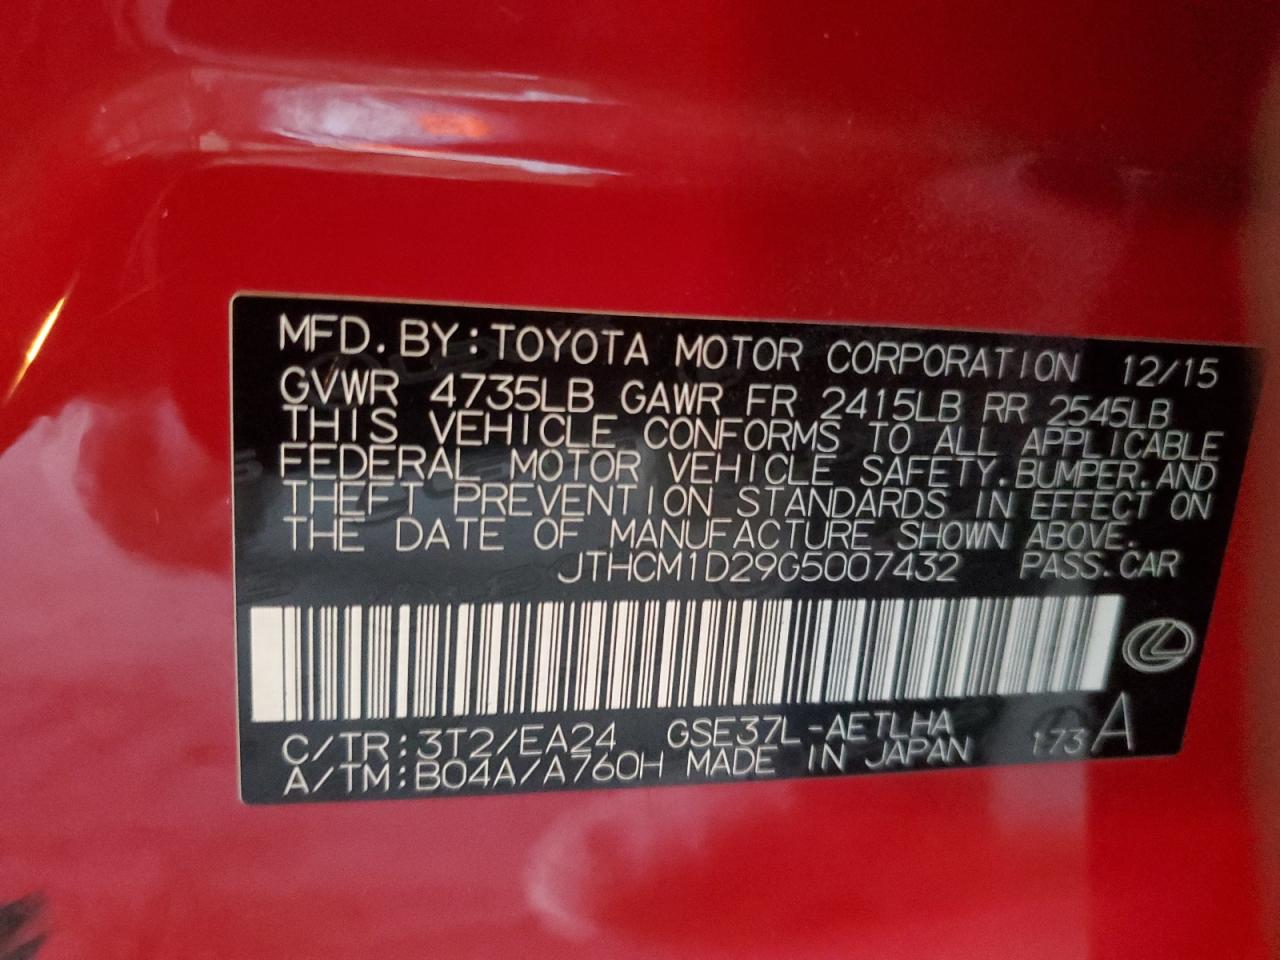 MFD. BY: TOYOTA MOTOR CORPORATION 12/15
GVWR 4735LB GAWR FR 2415LB RR 2545LB
THIS VEHICLE CONFORMS TO ALL APPLICABLE
FEDERAL MOTOR VEHICLE SAFETY, BUMPER, AND
THEFT PREVENTION STANDARDS IN EFFECT ON
THE DATE OF MANUFACTURE SHOWN ABOVE.
JTHCM1D29G5007432 PASS. CAR
C/TR: 3T2/EA24 GSE37L-AETLHA
A/TM: B04A/A760H MADE IN JAPAN 173 A